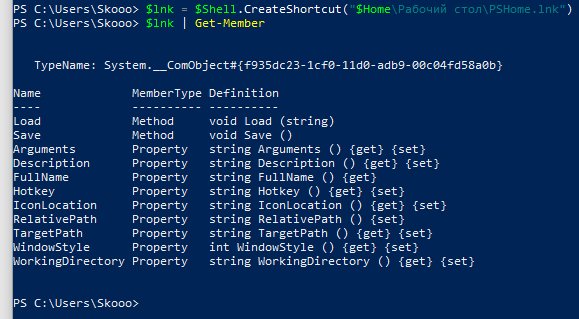 PS C:\Users\Skooo> $lnk = $Shell.CreateShortcut("$Home\Рабочий стол\PSHome.lnk")
PS C:\Users\Skooo> $lnk | Get-Member
TypeName: System.__ComObject#{f935dc23-1cf0-11d0-adb9-00c04fd58a0b}
Name MemberType Definition
---- ---------- ----------
Load Method void Load (string)
Save Method void Save ()
Arguments Property string Arguments () {get} {set}
Description Property string Description () {get} {set}
FullName Property string FullName () {get}
Hotkey Property string Hotkey () {get} {set}
IconLocation Property string IconLocation () {get} {set}
RelativePath Property string RelativePath () {set}
TargetPath Property string TargetPath () {get} {set}
WindowStyle Property int WindowStyle () {get} {set}
WorkingDirectory Property string WorkingDirectory () {get} {set}
PS C:\Users\Skooo>